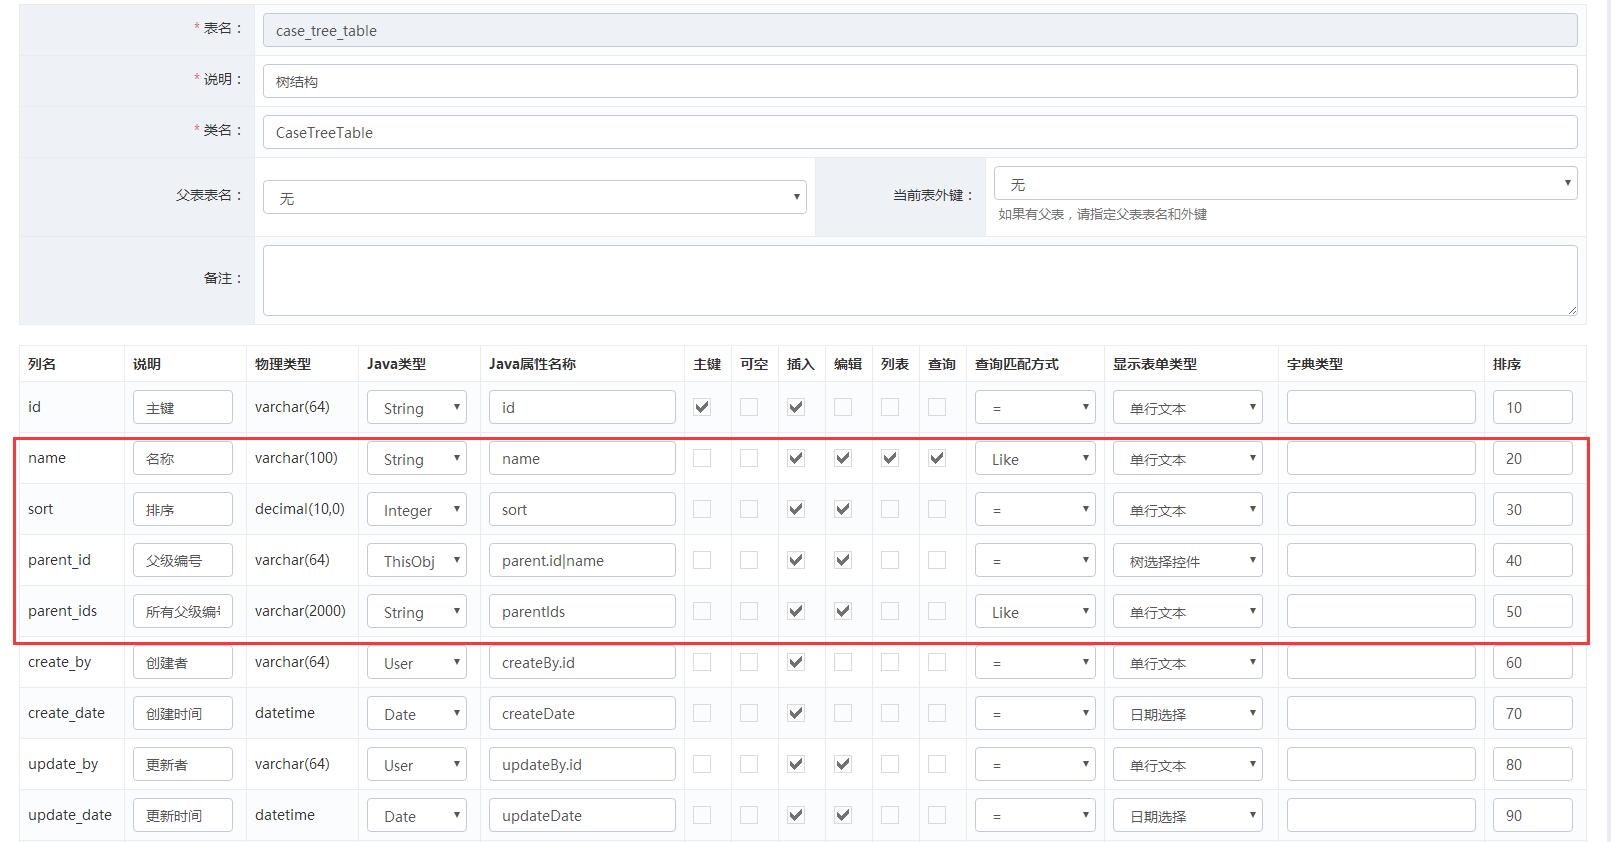 * 表名： case_tree_table
* 说明： 树结构
* 类名： CaseTreeTable
父表表名： 无 当前表外键： 无
如果有父表，请指定父表表名和外键
备注：
列名 说明 物理类型 Java类型 Java属性名称 主键 可空 插入 编辑 列表 查询 查询匹配方式 显示表单类型 字典类型 排序
id 主键 varchar(64) String id = 单行文本 10
name 名称 varchar(100) String name Like 单行文本 20
sort 排序 decimal(10,0) Integer sort = 单行文本 30
parent_id 父级编号 varchar(64) ThisObj parent.id|name = 树选择控件 40
parent_ids 所有父级编 varchar(2000) String parentIds Like 单行文本 50
create_by 创建者 varchar(64) User createBy.id = 单行文本 60
create_date 创建时间 datetime Date createDate = 日期选择 70
update_by 更新者 varchar(64) User updateBy.id = 单行文本 80
update_date 更新时间 datetime Date updateDate = 日期选择 90